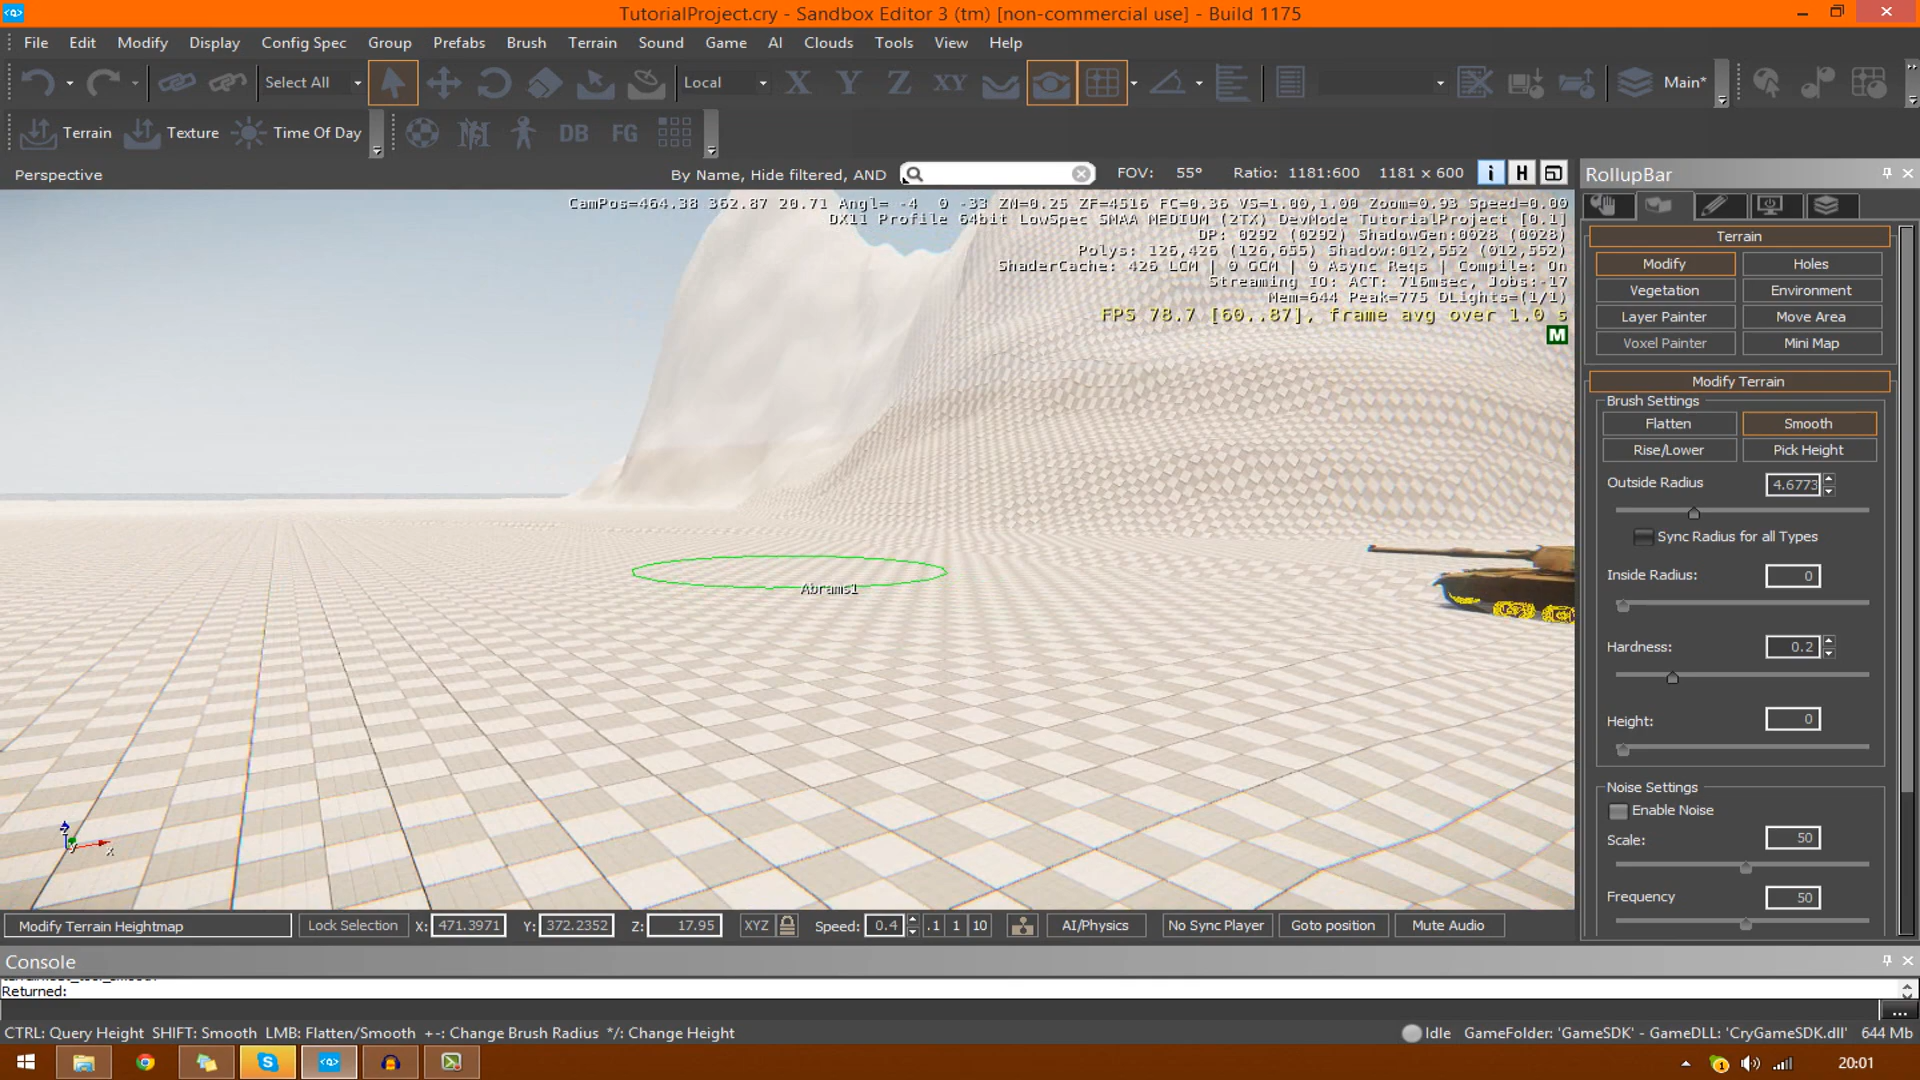 TutorialProject.cry - Sandbox Editor 3 (tm) [non-commercial use] - Build 1175
File Edit Modify Display Config Spec Group Prefabs Brush Terrain Sound Game AI Clouds Tools View Help
Select All Local X Y Z XY Main*
Terrain Texture Time Of Day DB FG
Perspective By Name, Hide filtered, AND FOV: 55° Ratio: 1181:600 1181 x 600 i H
RollupBar
CamPos=464.38 362.87 20.71 Angl= -4 0 -33 ZN=0.25 ZF=4516 FC=0.36 VS=1.00,1.00 Zoom=0.93 Speed=0.00
DX11 Profile 64bit LowSpec SMAA MEDIUM (2TX) DevMode TutorialProject [0.1]
DP: 0292 (0292) ShadowGen:0028 (0028)
Polys: 126,426 (126,655) Shadow:012,552 (012,552)
ShaderCache: 426 LCM | 0 GCM | 0 Async Reqs | Compile: On
Streaming IO: ACT: 716msec, Jobs:-17
Mem=644 Peak=775 DLights=(1/1)
FPS 78.7 [60..87], frame avg over 1.0 s
M
Abrams1
z y x
Terrain
Modify Holes
Vegetation Environment
Layer Painter Move Area
Voxel Painter Mini Map
Modify Terrain
Brush Settings
Flatten Smooth
Rise/Lower Pick Height
Outside Radius 4.6773
Sync Radius for all Types
Inside Radius: 0
Hardness: 0.2
Height: 0
Noise Settings
Enable Noise
Scale: 50
Frequency 50
Modify Terrain Heightmap Lock Selection X: 471.3971 Y: 372.2352 Z: 17.95 XYZ Speed: 0.4 .1 1 10 AI/Physics No Sync Player Goto position Mute Audio
Console
Returned:
...
CTRL: Query Height SHIFT: Smooth LMB: Flatten/Smooth +-: Change Brush Radius */: Change Height Idle GameFolder: 'GameSDK' - GameDLL: 'CryGameSDK.dll' 644 Mb
20:01